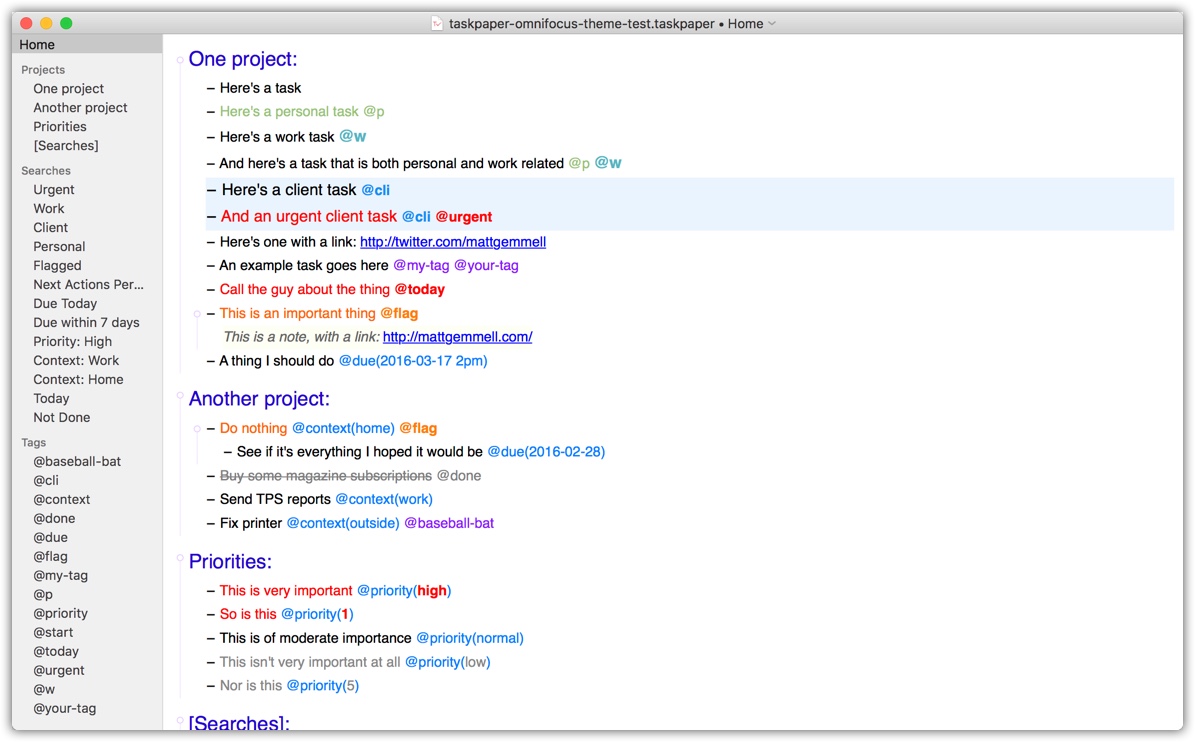 taskpaper-omnifocus-theme-test.taskpaper • Home
Home
Projects
One project
Another project
Priorities
[Searches]
Searches
Urgent
Work
Client
Personal
Flagged
Next Actions Per...
Due Today
Due within 7 days
Priority: High
Context: Work
Context: Home
Today
Not Done
Tags
@baseball-bat
@cli
@context
@done
@due
@flag
@my-tag
@p
@priority
@start
@today
@urgent
@w
@your-tag
One project:
– Here's a task
– Here's a personal task @p
– Here's a work task @w
– And here's a task that is both personal and work related @p @w
– Here's a client task @cli
– And an urgent client task @cli @urgent
– Here's one with a link: http://twitter.com/mattgemmell
– An example task goes here @my-tag @your-tag
– Call the guy about the thing @today
– This is an important thing @flag
This is a note, with a link: http://mattgemmell.com/
– A thing I should do @due(2016-03-17 2pm)
Another project:
– Do nothing @context(home) @flag
– See if it's everything I hoped it would be @due(2016-02-28)
– Buy some magazine subscriptions @done
– Send TPS reports @context(work)
– Fix printer @context(outside) @baseball-bat
Priorities:
– This is very important @priority(high)
– So is this @priority(1)
– This is of moderate importance @priority(normal)
– This isn't very important at all @priority(low)
– Nor is this @priority(5)
[Searches]: